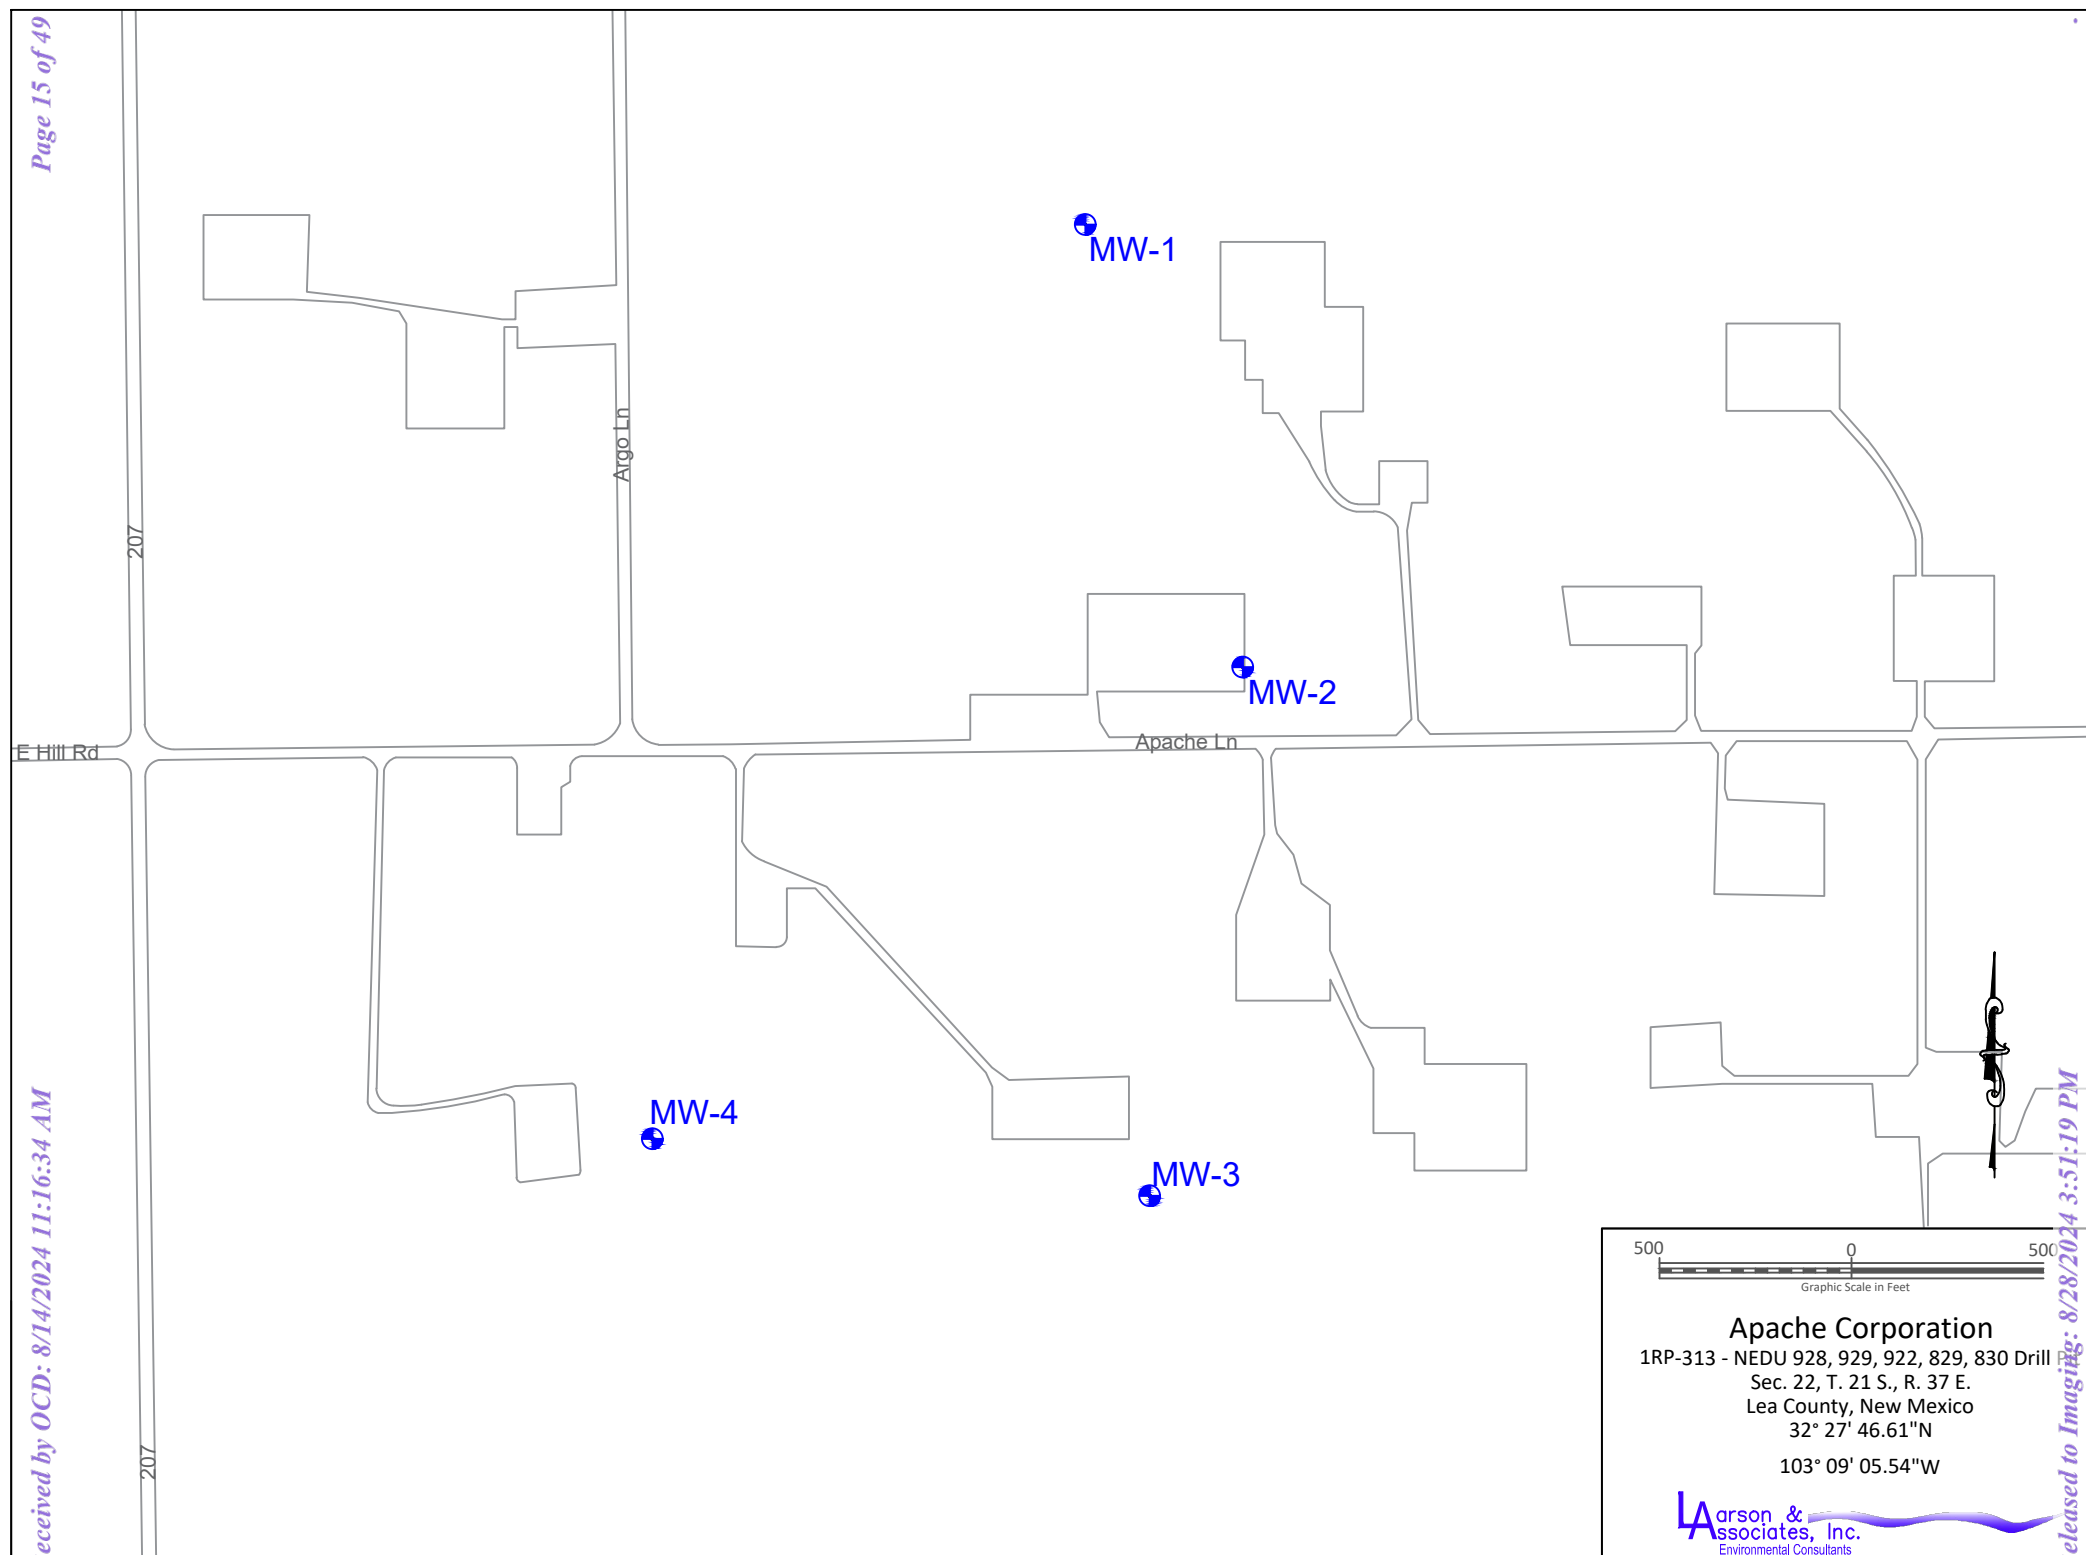 Page 15 of 49
MW-1
Argo Ln
207
MW-2
Apache Ln
E Hill Rd
MW-4
MW-3
207
eceived by OCD: 8/14/2024 11:16:34 AM
eleased to Imaging: 8/28/2024 3:51:19 PM
500 0 500
Graphic Scale in Feet
Apache Corporation
1RP-313 - NEDU 928, 929, 922, 829, 830 Drill
Sec. 22, T. 21 S., R. 37 E.
Lea County, New Mexico
32° 27' 46.61"N
103° 09' 05.54"W
Larson &
Associates, Inc.
Environmental Consultants